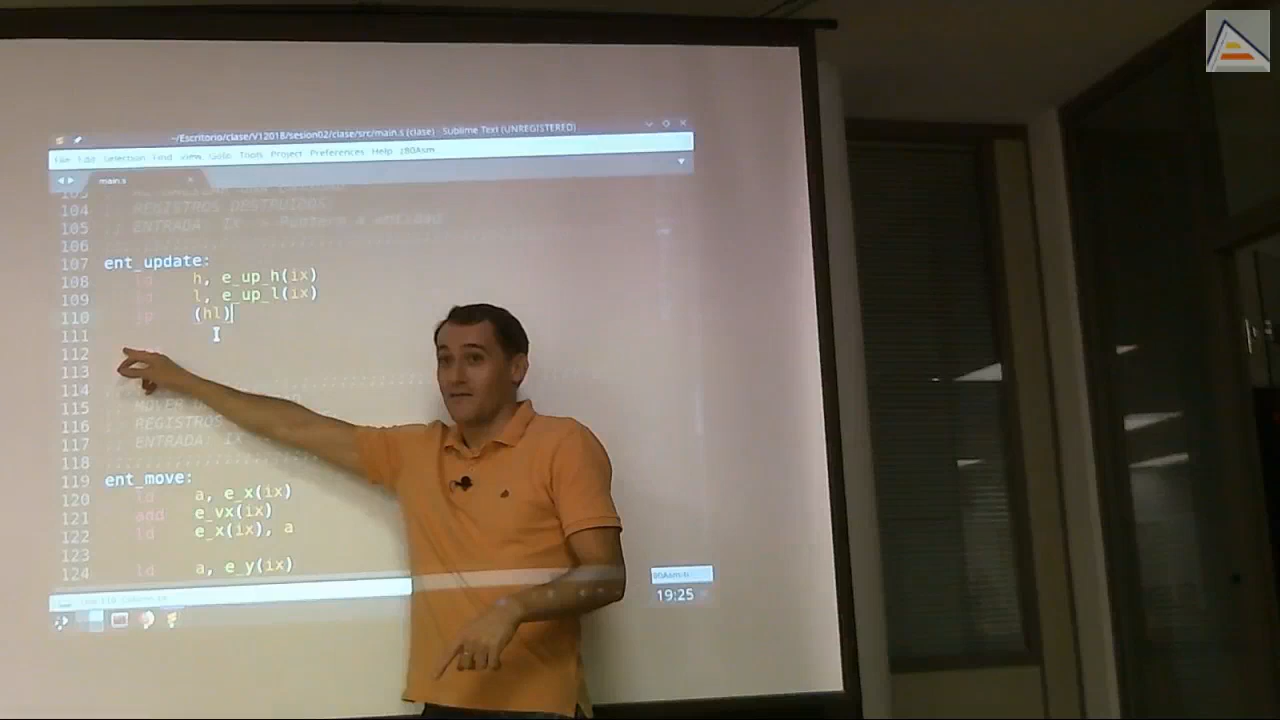 ~/Escritorio/clase/V12018/sesion02/clase/src/main.s (clase) - Sublime Text (UNREGISTERED)
File Edit Selection Find View Goto Tools Project Preferences Help z80Asm
main.s
103
104 ;; REGISTROS DESTRUIDOS:
105 ;; ENTRADA: IX -> Puntero a entidad
106
107 ent_update:
108 ld h, e_up_h(ix)
109 ld l, e_up_l(ix)
110 jp (hl)
111
112
113
114
115 MOVER
116 ;; REGISTROS
117 ;; ENTRADA: IX
118
119 ent_move:
120 ld a, e_x(ix)
121 add e_vx(ix)
122 ld e_x(ix), a
123
124 ld a, e_y(ix)
19:25